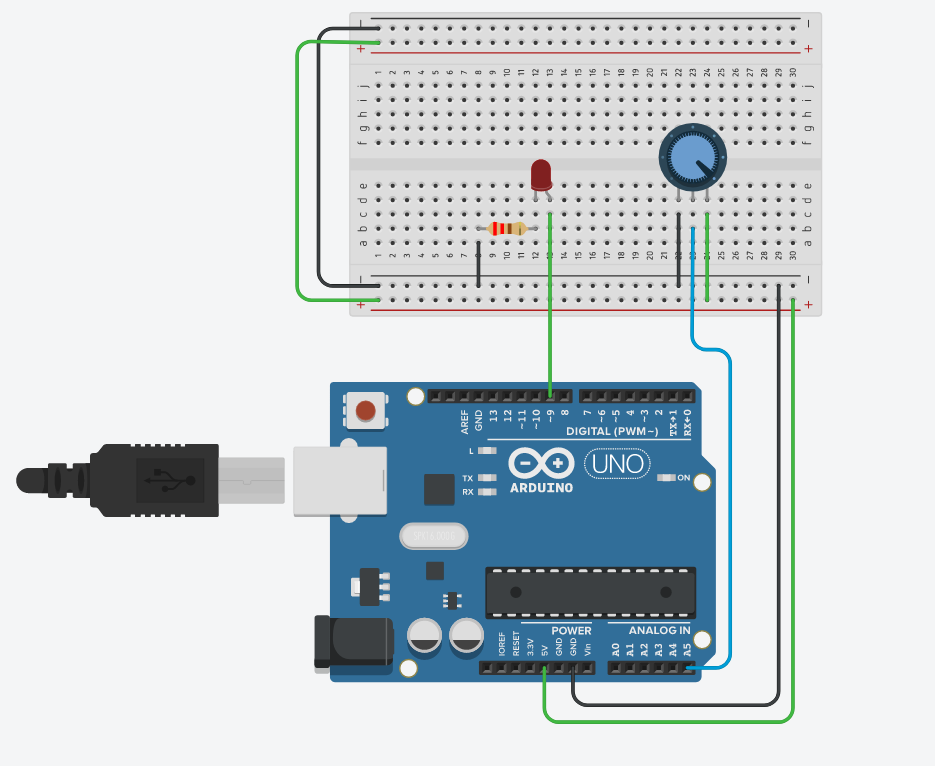 − −
+ +
1 2 3 4 5 6 7 8 9 10 11 12 13 14 15 16 17 18 19 20 21 22 23 24 25 26 27 28 29 30
j j
i i
h h
g g
f f
e e
d d
c c
b b
a a
1 2 3 4 5 6 7 8 9 10 11 12 13 14 15 16 17 18 19 20 21 22 23 24 25 26 27 28 29 30
− −
+ +
AREF GND 13 12 ~11 ~10 ~9 8 7 ~6 ~5 4 ~3 2 TX→1 RX←0
DIGITAL (PWM~)
L
TX
RX
UNO
ON
ARDUINO
POWER ANALOG IN
IOREF RESET 3.3V 5V GND GND Vin A0 A1 A2 A3 A4 A5